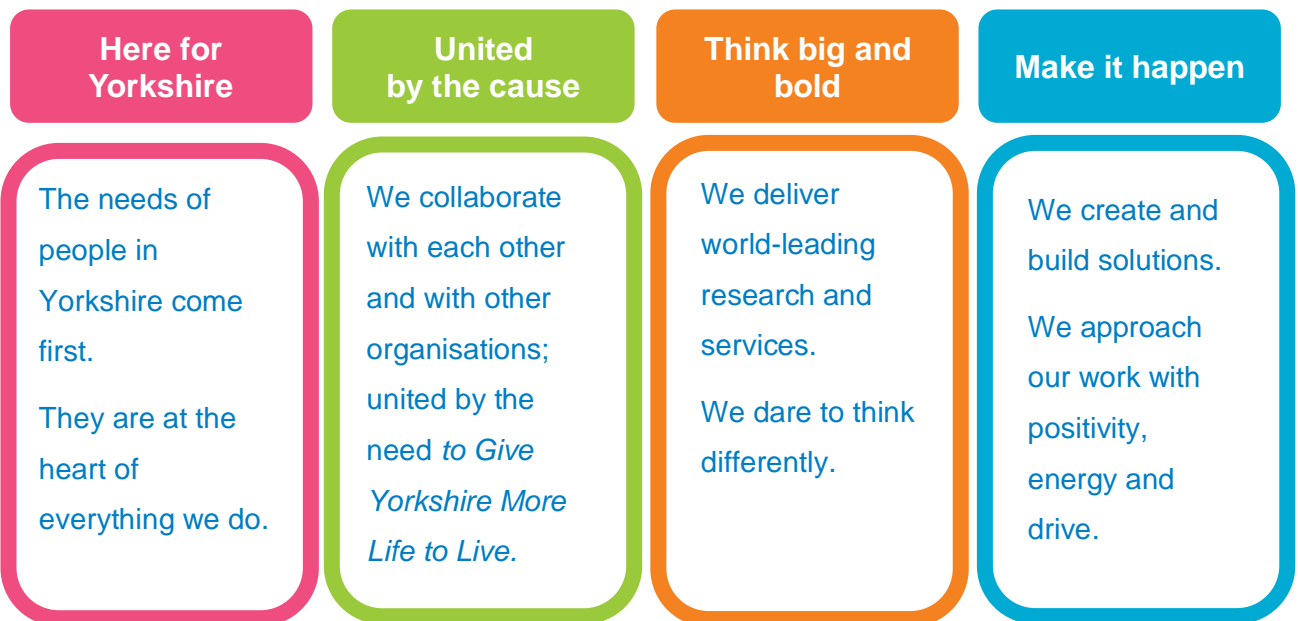 Here for
Yorkshire
The needs of
people in
Yorkshire come
first.
They are at the
heart of
everything we do.
United
by the cause
We collaborate
with each other
and with other
organisations;
united by the
need to Give
Yorkshire More
Life to Live.
Think big and
bold
We deliver
world-leading
research and
services.
We dare to think
differently.
Make it happen
We create and
build solutions.
We approach
our work with
positivity,
energy and
drive.